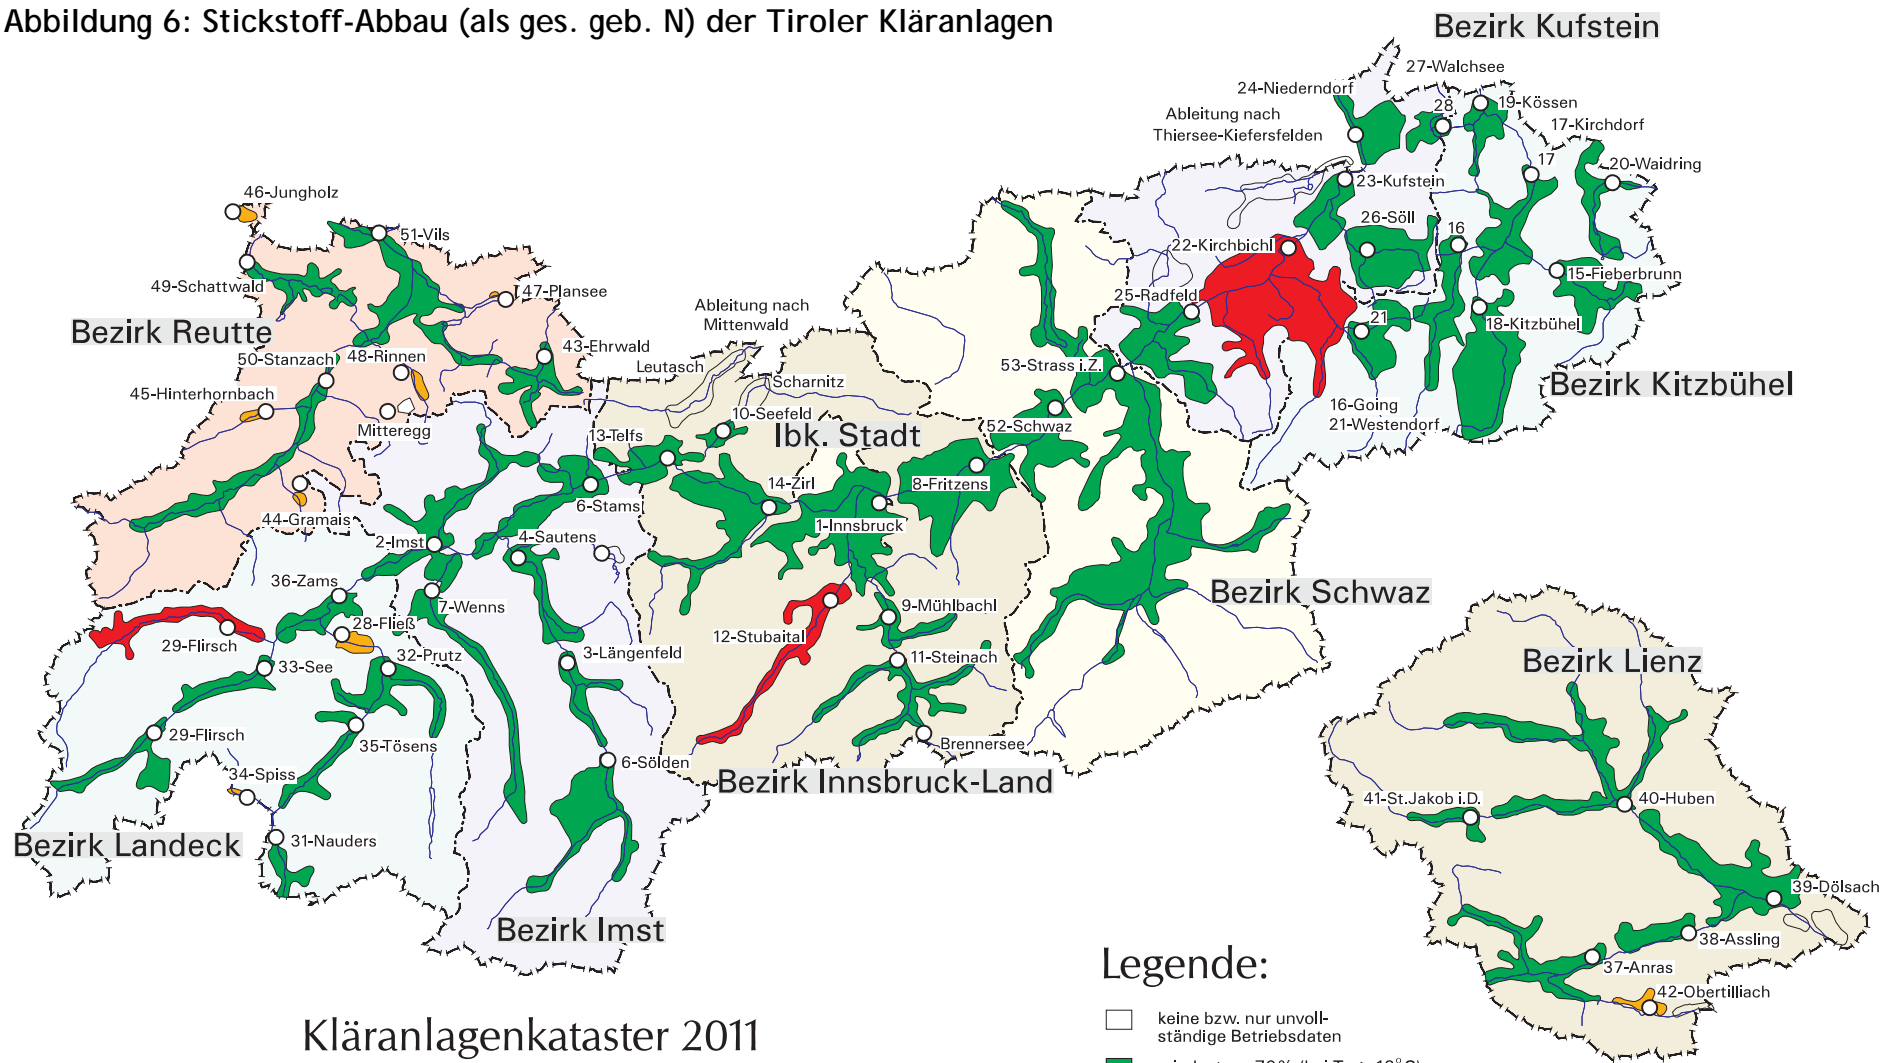 Abbildung 6: Stickstoff-Abbau (als ges. geb. N) der Tiroler Kläranlagen
Bezirk Kufstein
27-Walchsee
24-Niederndorf
28
19-Kössen
Ableitung nach
Thiersee-Kiefersfelden
17-Kirchdorf
17
20-Waidring
23-Kufstein
26-Söll
16
22-Kirchbichl
15-Fieberbrunn
25-Radfeld
21
18-Kitzbühel
Bezirk Kitzbühel
16-Going
21-Westendorf
46-Jungholz
51-Vils
49-Schattwald
47-Plansee
Bezirk Reutte
Ableitung nach
Mittenwald
43-Ehrwald
50-Stanzach
48-Rinnen
Leutasch
Scharnitz
53-Strass i.Z.
45-Hinterhornbach
Mitteregg
10-Seefeld
13-Telfs
Ibk. Stadt
52-Schwaz
14-Zirl
8-Fritzens
6-Stams
44-Gramais
1-Innsbruck
2-Imst
4-Sautens
36-Zams
7-Wenns
Bezirk Schwaz
9-Mühlbachl
28-Fließ
12-Stubaital
29-Flirsch
32-Prutz
3-Längenfeld
11-Steinach
33-See
Bezirk Lienz
29-Flirsch
35-Tösens
Brennersee
6-Sölden
34-Spiss
Bezirk Innsbruck-Land
41-St.Jakob i.D.
40-Huben
31-Nauders
Bezirk Landeck
39-Dölsach
Bezirk Imst
38-Assling
37-Anras
42-Obertilliach
Legende:
keine bzw. nur unvoll-
ständige Betriebsdaten
Kläranlagenkataster 2011